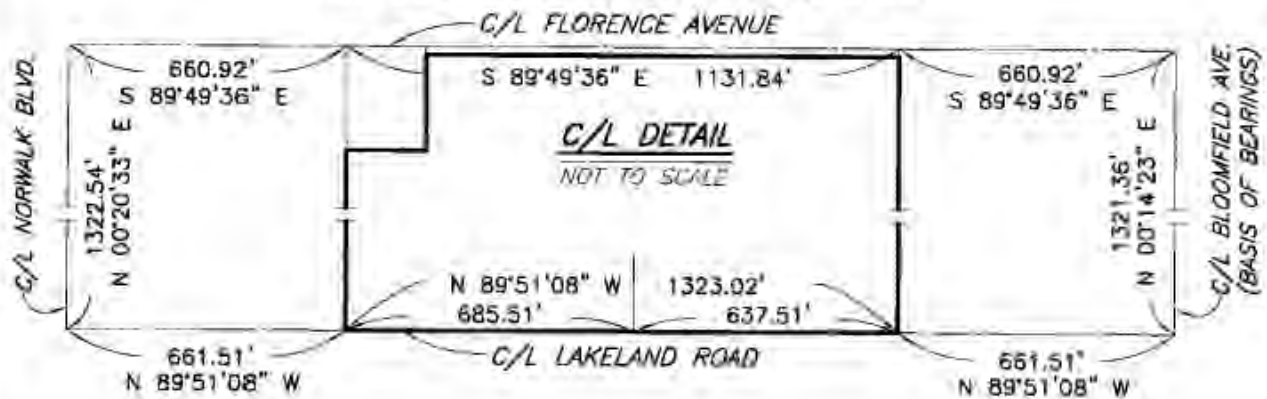 C/L FLORENCE AVENUE
660.92'
S 89°49'36" E
S 89°49'36" E 1131.84'
660.92'
S 89°49'36" E
C/L NORWALK BLVD.
1322.54'
N 00°20'33" E
C/L DETAIL
NOT TO SCALE
1321.36'
N 00°14'23" E
C/L BLOOMFIELD AVE.
(BASIS OF BEARINGS)
N 89°51'08" W 1323.02'
685.51' 637.51'
C/L LAKELAND ROAD
661.51'
N 89°51'08" W
661.51'
N 89°51'08" W